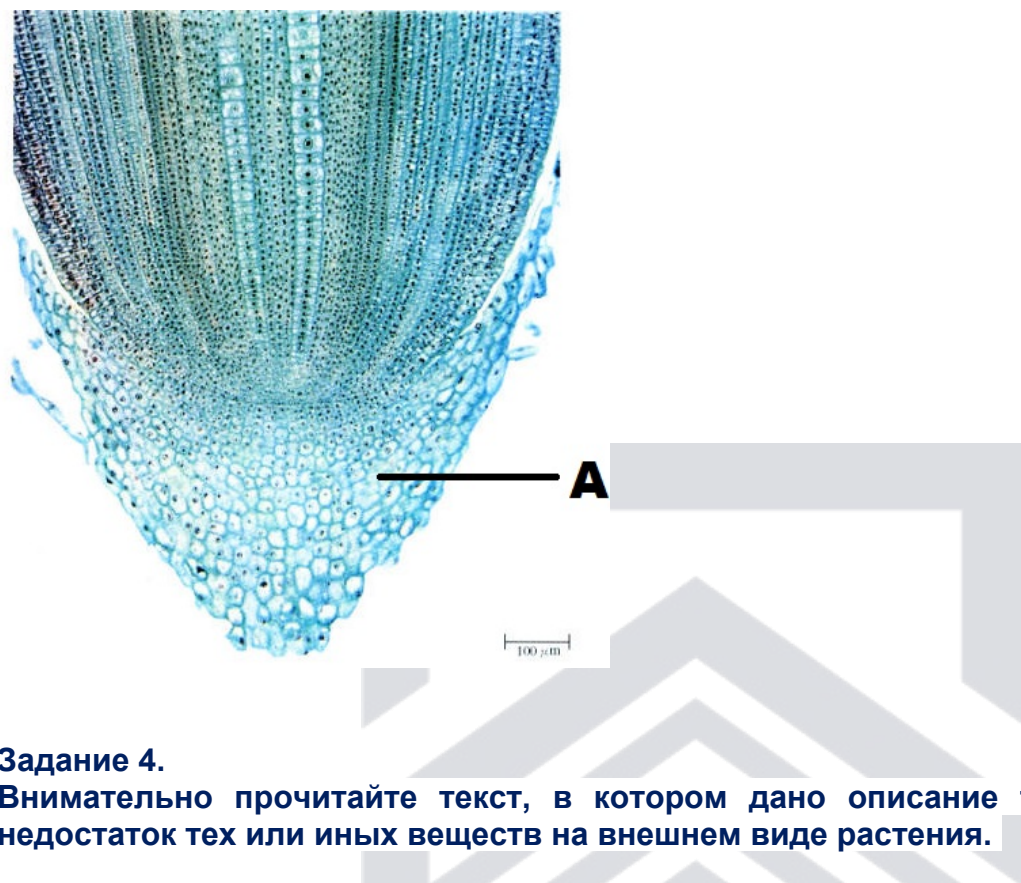 A
100 μm
Задание 4.
Внимательно прочитайте текст, в котором дано описание
недостаток тех или иных веществ на внешнем виде растения.